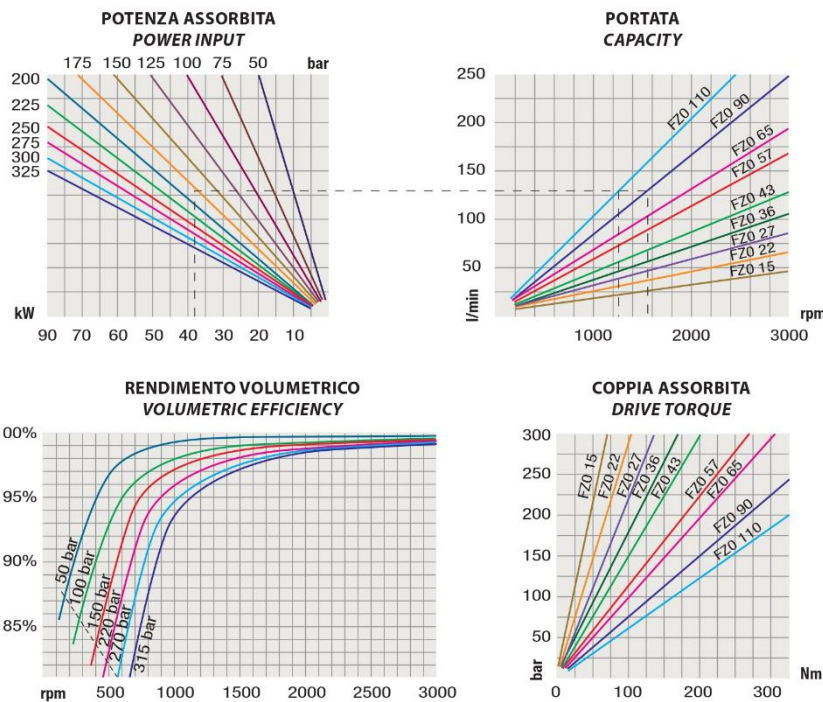 POTENZA ASSORBITA
POWER INPUT
175 150 125 100 75 50 bar
200
225
250
275
300
325
kW
90 80 70 60 50 40 30 20 10
PORTATA
CAPACITY
250
200
150
100
50
l/min
FZ0 110
FZ0 90
FZ0 65
FZ0 57
FZ0 43
FZ0 36
FZ0 27
FZ0 22
FZ0 15
1000 2000 3000 rpm
RENDIMENTO VOLUMETRICO
VOLUMETRIC EFFICIENCY
00%
95%
90%
85%
50 bar
100 bar
150 bar
220 bar
270 bar
315 bar
rpm 500 1000 1500 2000 2500 3000
COPPIA ASSORBITA
DRIVE TORQUE
300
250
200
150
100
50
bar
FZ0 15
FZ0 22
FZ0 27
FZ0 36
FZ0 43
FZ0 57
FZ0 65
FZ0 90
FZ0 110
Nm
0 100 200 300